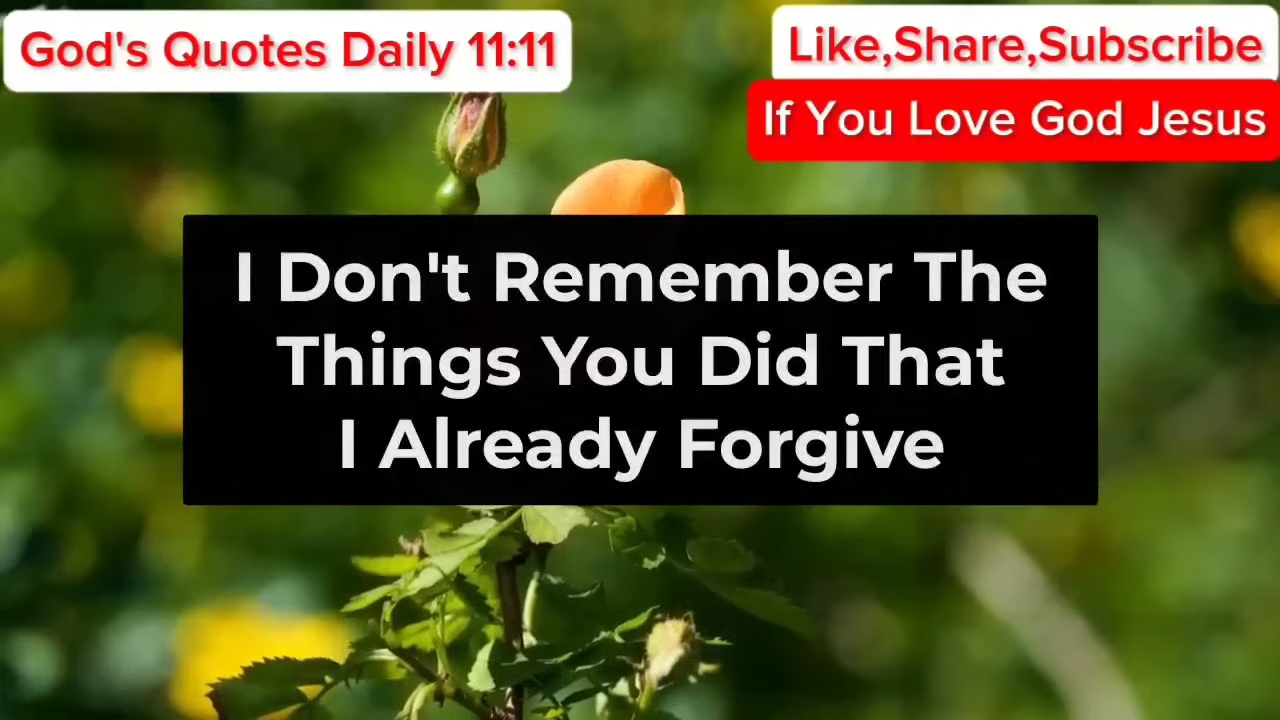 God's Quotes Daily 11:11
Like,Share,Subscribe
If You Love God Jesus
I Don't Remember The
Things You Did That
I Already Forgive